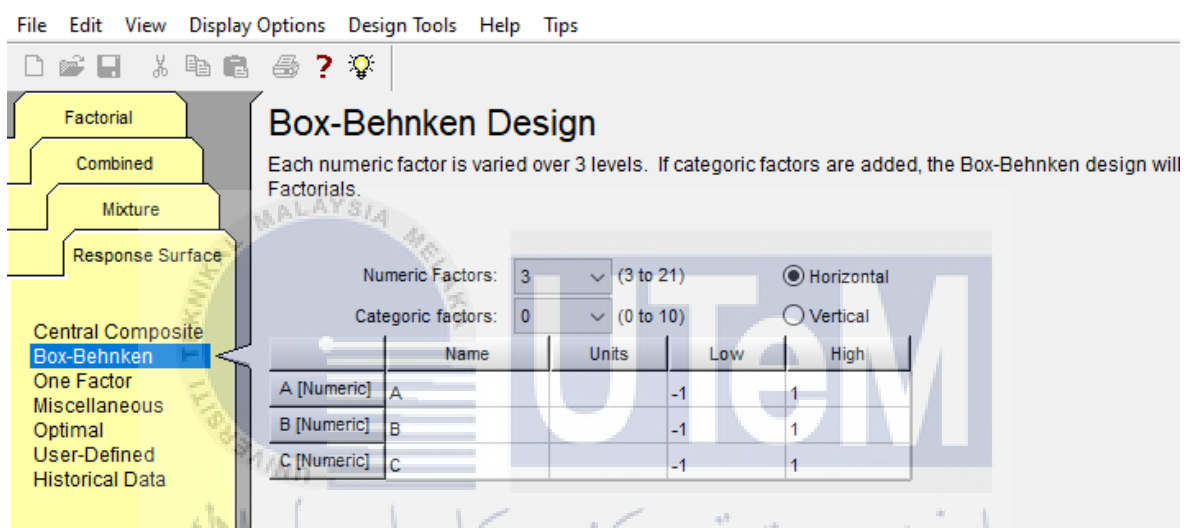 File Edit View Display Options Design Tools Help Tips
Factorial
Combined
Mixture
Response Surface
Central Composite
Box-Behnken
One Factor
Miscellaneous
Optimal
User-Defined
Historical Data
Box-Behnken Design
Each numeric factor is varied over 3 levels. If categoric factors are added, the Box-Behnken design will
Factorials.
Numeric Factors: 3 (3 to 21) Horizontal
Categoric factors: 0 (0 to 10) Vertical
Name Units Low High
A [Numeric] A -1 1
B [Numeric] B -1 1
C [Numeric] C -1 1
UNIVERSITI TEKNIKAL MALAYSIA MELAKA
UTeM